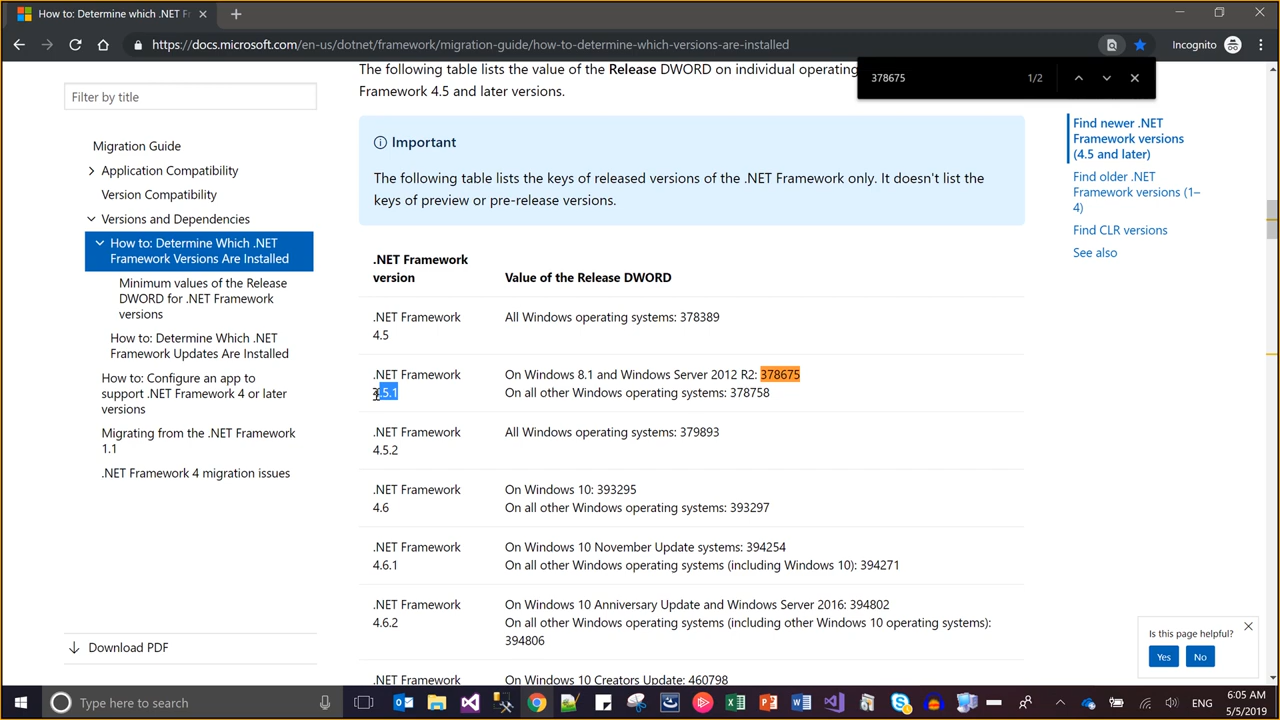 How to: Determine which .NET Fr
https://docs.microsoft.com/en-us/dotnet/framework/migration-guide/how-to-determine-which-versions-are-installed
Incognito
378675
1/2
Filter by title
Migration Guide
Application Compatibility
Version Compatibility
Versions and Dependencies
How to: Determine Which .NET
Framework Versions Are Installed
Minimum values of the Release
DWORD for .NET Framework
versions
How to: Determine Which .NET
Framework Updates Are Installed
How to: Configure an app to
support .NET Framework 4 or later
versions
Migrating from the .NET Framework
1.1
.NET Framework 4 migration issues
Download PDF
The following table lists the value of the Release DWORD on individual operating
Framework 4.5 and later versions.
Important
The following table lists the keys of released versions of the .NET Framework only. It doesn't list the
keys of preview or pre-release versions.
.NET Framework
version
Value of the Release DWORD
.NET Framework
4.5
All Windows operating systems: 378389
.NET Framework
4.5.1
On Windows 8.1 and Windows Server 2012 R2: 378675
On all other Windows operating systems: 378758
.NET Framework
4.5.2
All Windows operating systems: 379893
.NET Framework
4.6
On Windows 10: 393295
On all other Windows operating systems: 393297
.NET Framework
4.6.1
On Windows 10 November Update systems: 394254
On all other Windows operating systems (including Windows 10): 394271
.NET Framework
4.6.2
On Windows 10 Anniversary Update and Windows Server 2016: 394802
On all other Windows operating systems (including other Windows 10 operating systems):
394806
.NET Framework
On Windows 10 Creators Update: 460798
Find newer .NET
Framework versions
(4.5 and later)
Find older .NET
Framework versions (1–
4)
Find CLR versions
See also
Is this page helpful?
Yes
No
Type here to search
ENG
6:05 AM
5/5/2019